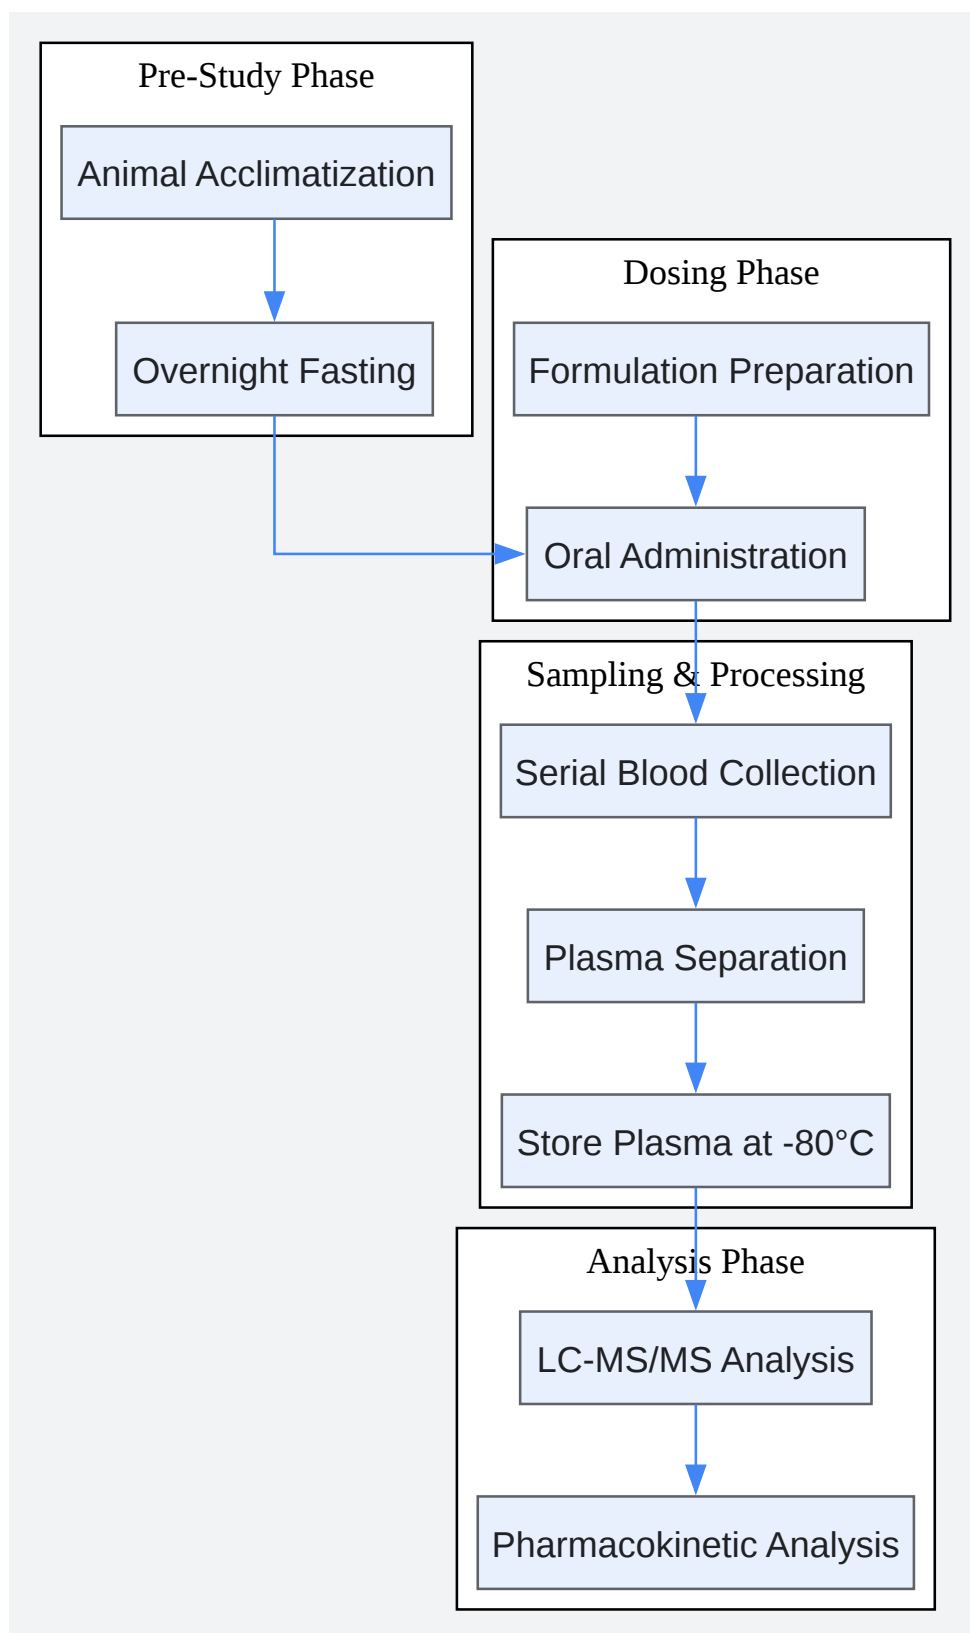 Pre-Study Phase
Animal Acclimatization
Overnight Fasting
Dosing Phase
Formulation Preparation
Oral Administration
Sampling & Processing
Serial Blood Collection
Plasma Separation
Store Plasma at -80°C
Analysis Phase
LC-MS/MS Analysis
Pharmacokinetic Analysis